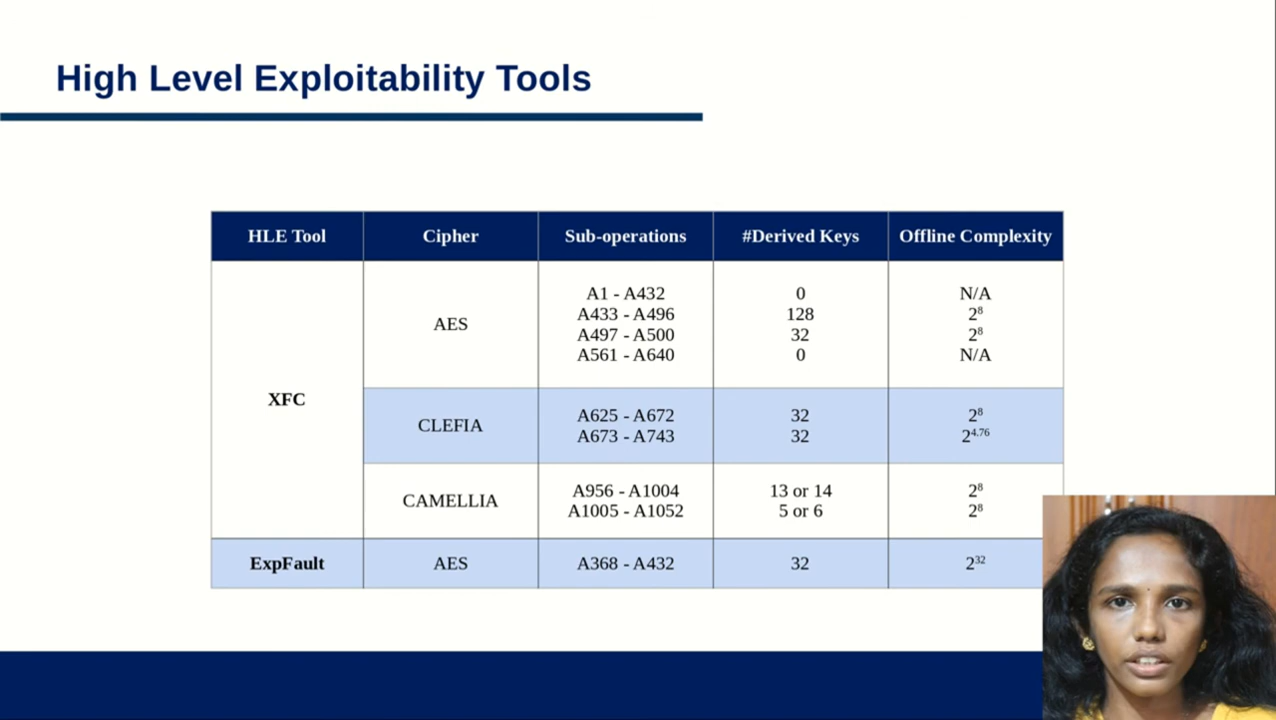 High Level Exploitability Tools
HLE Tool Cipher Sub-operations #Derived Keys Offline Complexity
XFC
AES
A1 - A432 0 N/A
A433 - A496 128 2⁸
A497 - A500 32 2⁸
A561 - A640 0 N/A
CLEFIA
A625 - A672 32 2⁸
A673 - A743 32 2⁴·⁷⁶
CAMELLIA
A956 - A1004 13 or 14 2⁸
A1005 - A1052 5 or 6 2⁸
ExpFault AES A368 - A432 32 2³²